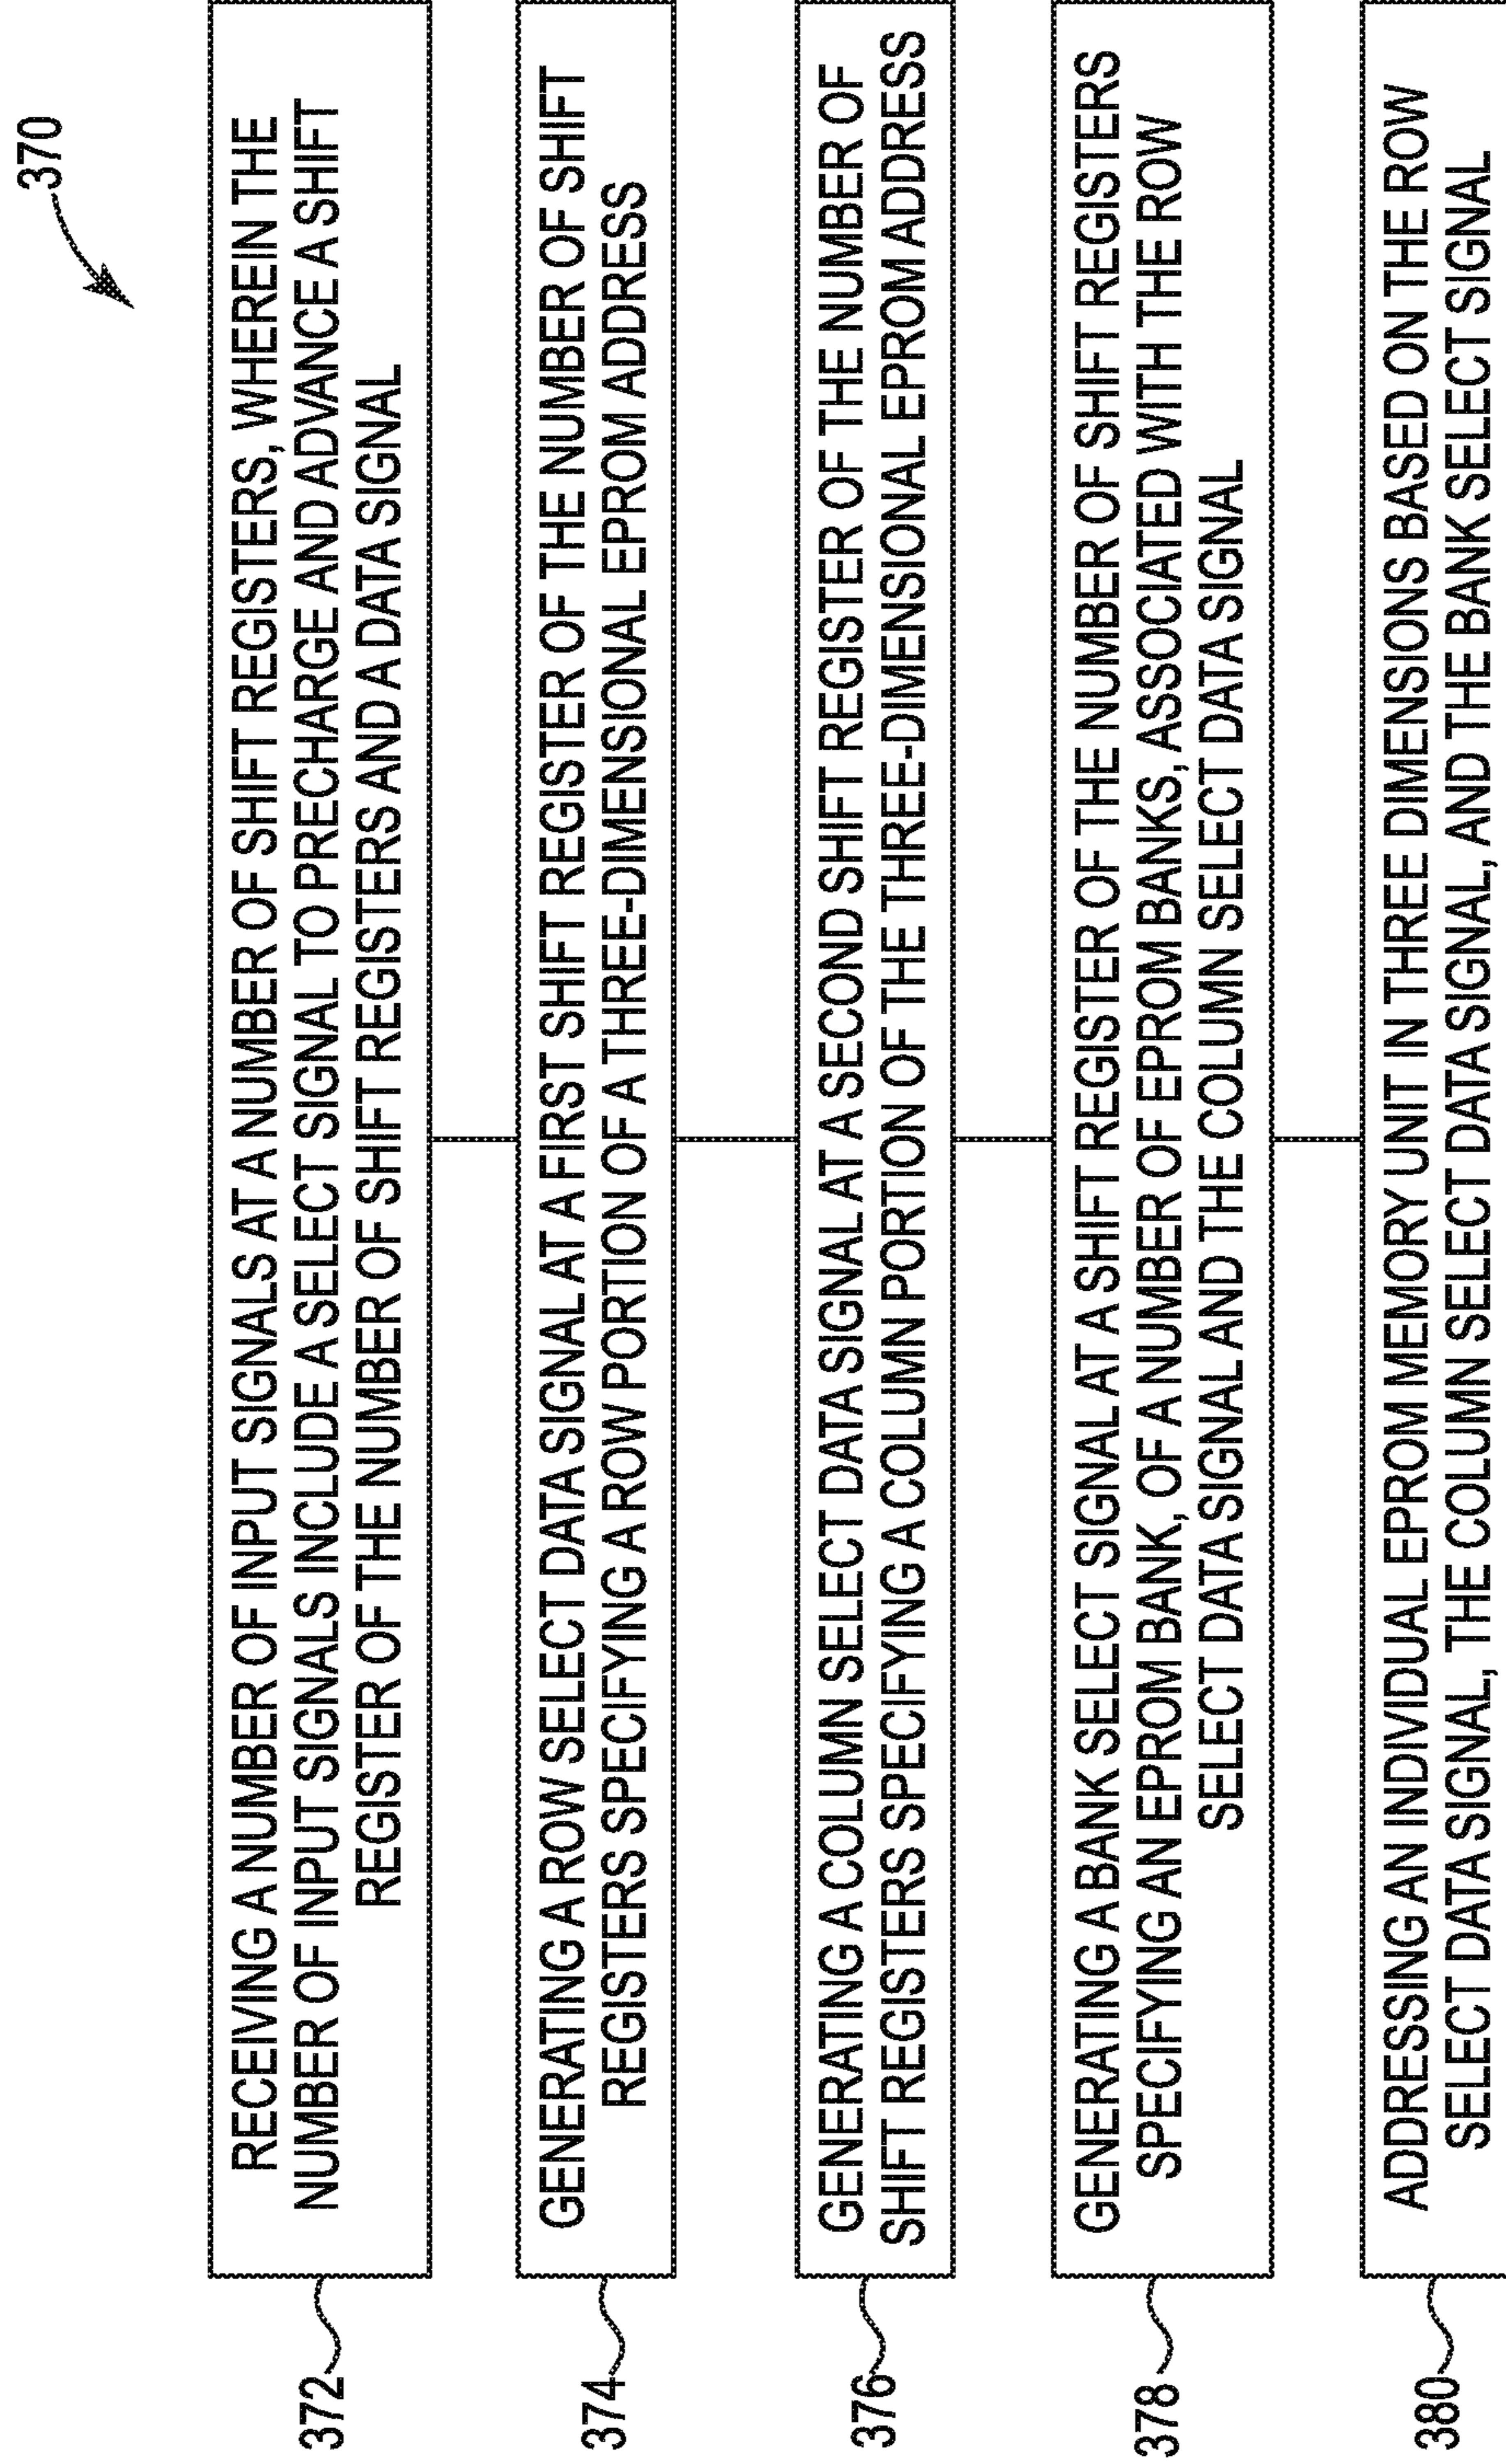 370
372
RECEIVING A NUMBER OF INPUT SIGNALS AT A NUMBER OF SHIFT REGISTERS, WHEREIN THE
NUMBER OF INPUT SIGNALS INCLUDE A SELECT SIGNAL TO PRECHARGE AND ADVANCE A SHIFT
REGISTER OF THE NUMBER OF SHIFT REGISTERS AND A DATA SIGNAL
374
GENERATING A ROW SELECT DATA SIGNAL AT A FIRST SHIFT REGISTER OF THE NUMBER OF SHIFT
REGISTERS SPECIFYING A ROW PORTION OF A THREE-DIMENSIONAL EPROM ADDRESS
376
GENERATING A COLUMN SELECT DATA SIGNAL AT A SECOND SHIFT REGISTER OF THE NUMBER OF
SHIFT REGISTERS SPECIFYING A COLUMN PORTION OF THE THREE-DIMENSIONAL EPROM ADDRESS
378
GENERATING A BANK SELECT SIGNAL AT A SHIFT REGISTER OF THE NUMBER OF SHIFT REGISTERS
SPECIFYING AN EPROM BANK, OF A NUMBER OF EPROM BANKS, ASSOCIATED WITH THE ROW
SELECT DATA SIGNAL AND THE COLUMN SELECT DATA SIGNAL
380
ADDRESSING AN INDIVIDUAL EPROM MEMORY UNIT IN THREE DIMENSIONS BASED ON THE ROW
SELECT DATA SIGNAL, THE COLUMN SELECT DATA SIGNAL, AND THE BANK SELECT SIGNAL